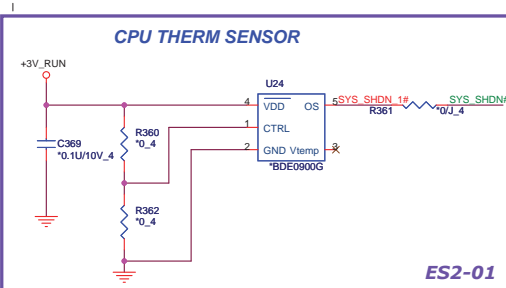 CPU THERM SENSOR
+3V_RUN
U24
4 VDD OS 5 SYS_SHDN_1# SYS_SHDN#
R361 *0/J_4
1 CTRL
2 GND Vtemp 3
*BDE0900G
C369
*0.1U/10V_4
R360
*0_4
R362
*0_4
ES2-01